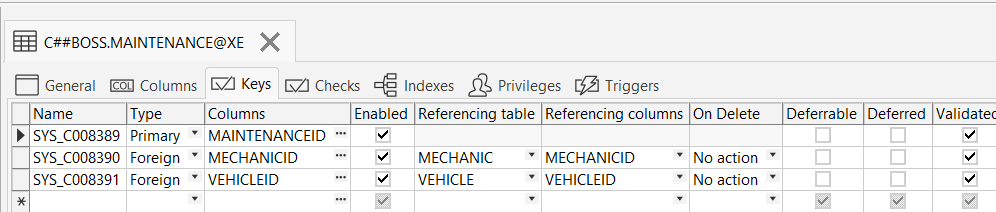 C##BOSS.MAINTENANCE@XE
General Columns Keys Checks Indexes Privileges Triggers
Name Type Columns Enabled Referencing table Referencing columns On Delete Deferrable Deferred Validated
SYS_C008389 Primary MAINTENANCEID ...
SYS_C008390 Foreign MECHANICID ... MECHANIC MECHANICID No action
SYS_C008391 Foreign VEHICLEID ... VEHICLE VEHICLEID No action
* ...